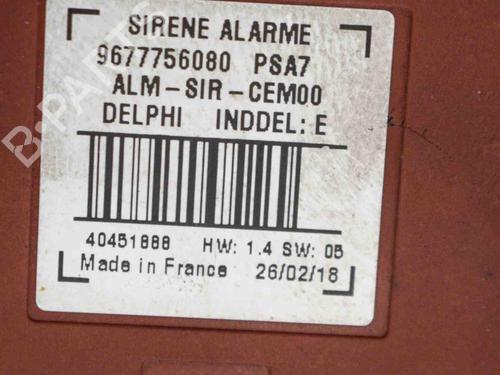 SIRENE ALARME
9677756080 PSA7
ALM-SIR-CEM00
DELPHI INDDEL: E
40451888 HW: 1.4 SW: 05
Made in France 26/02/18
B-PARTS